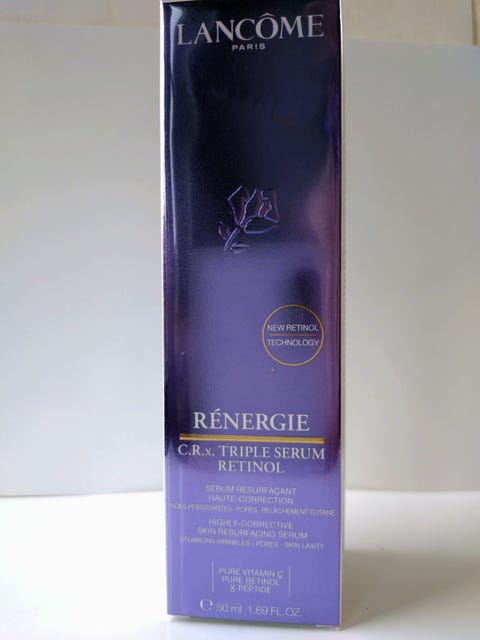 LANCÔME
PARIS
NEW RETINOL
TECHNOLOGY
RÉNERGIE
C.R.x. TRIPLE SERUM
RETINOL
SÉRUM RESURFAÇANT
HAUTE-CORRECTION
RIDES PERSISTANTES - PORES - RELÂCHEMENT CUTANÉ
HIGHLY-CORRECTIVE
SKIN RESURFACING SERUM
STUBBORN WRINKLES - PORES - SKIN LAXITY
PURE VITAMIN C
PURE RETINOL
X-PEPTIDE
℮ 50 ml 1.69 FL.OZ.